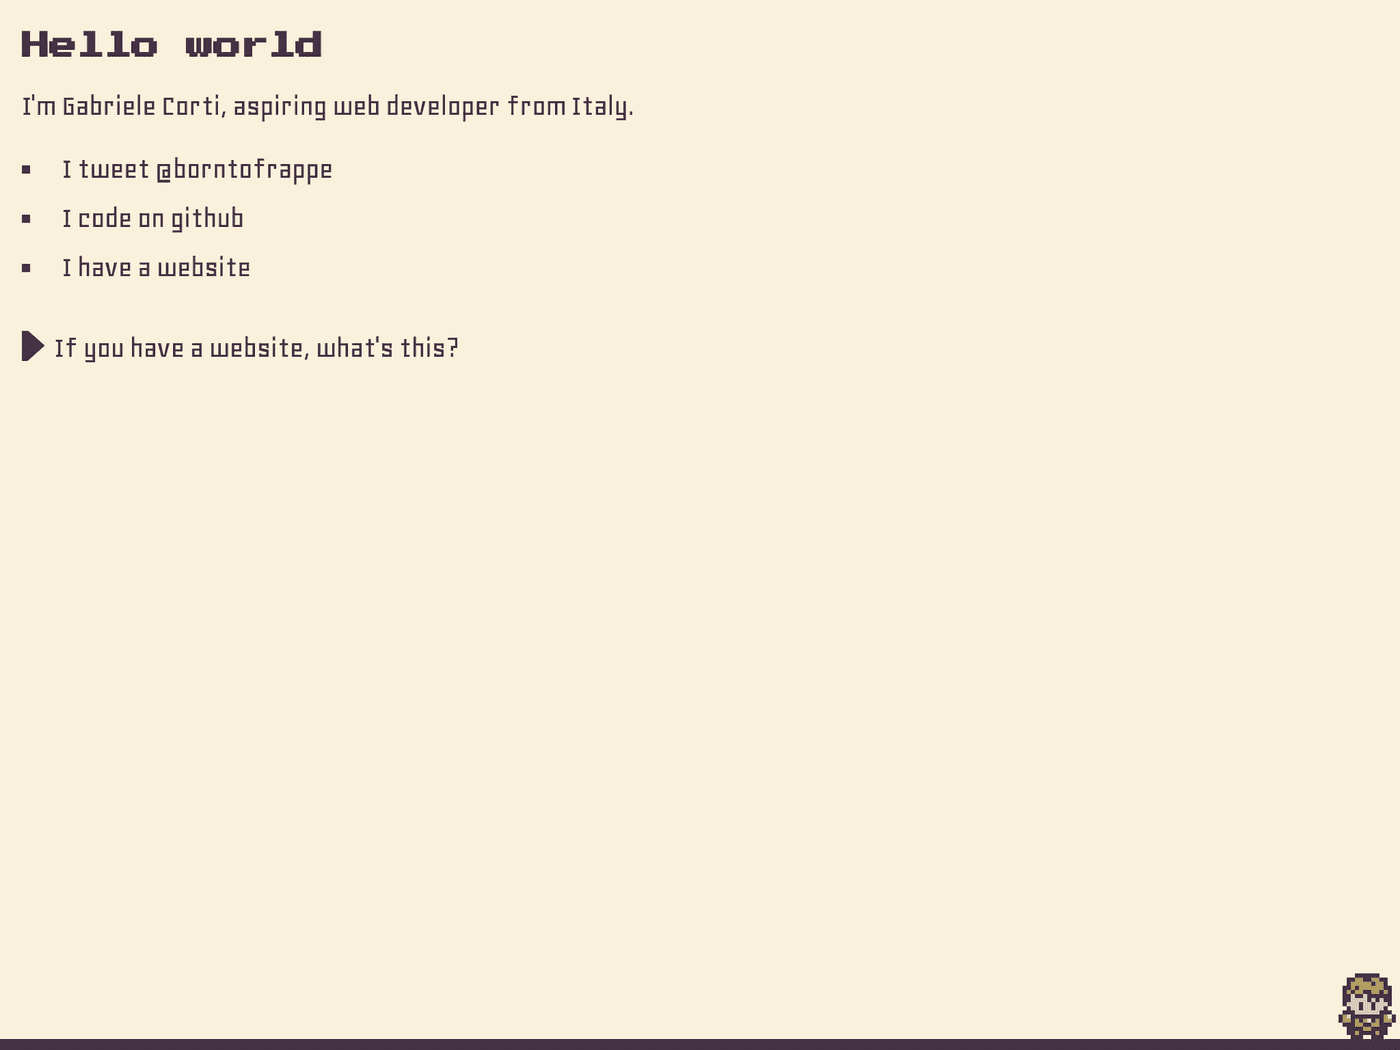 Hello world
I'm Gabriele Corti, aspiring web developer from Italy.
I tweet @borntofrappe
I code on github
I have a website
If you have a website, what's this?